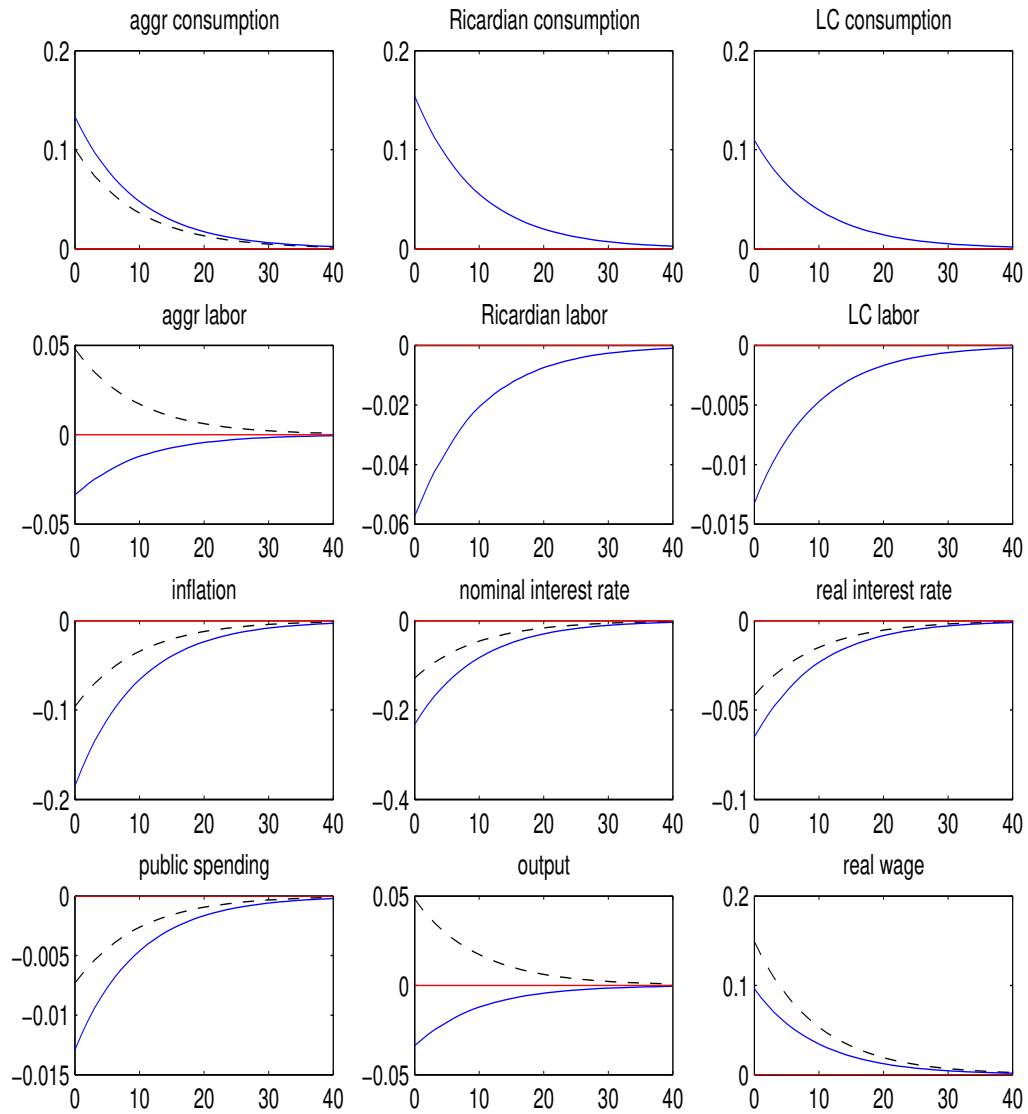 aggr consumption
Ricardian consumption
LC consumption
0.2
0.1
0
0 10 20 30 40
0.2
0.1
0
0 10 20 30 40
0.2
0.1
0
0 10 20 30 40
aggr labor
Ricardian labor
LC labor
0.05
0
−0.05
0 10 20 30 40
0
−0.02
−0.04
−0.06
0 10 20 30 40
0
−0.005
−0.01
−0.015
0 10 20 30 40
inflation
nominal interest rate
real interest rate
0
−0.1
−0.2
0 10 20 30 40
0
−0.2
−0.4
0 10 20 30 40
0
−0.05
−0.1
0 10 20 30 40
public spending
output
real wage
0
−0.005
−0.01
−0.015
0 10 20 30 40
0.05
0
−0.05
0 10 20 30 40
0.2
0.1
0
0 10 20 30 40